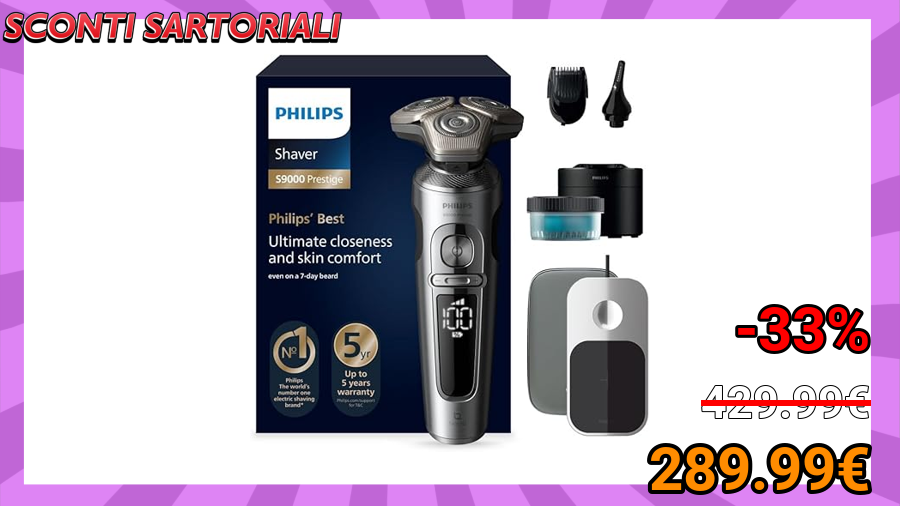 SCONTI SARTORIALI
PHILIPS
Shaver
S9000 Prestige
Philips' Best
Ultimate closeness
and skin comfort
even on a 7-day beard
Nº1
Philips
The world's
number one
electric shaving
brand*
5yr
Up to
5 years
warranty
PHILIPS
100
PHILIPS
-33%
429.99€
289.99€